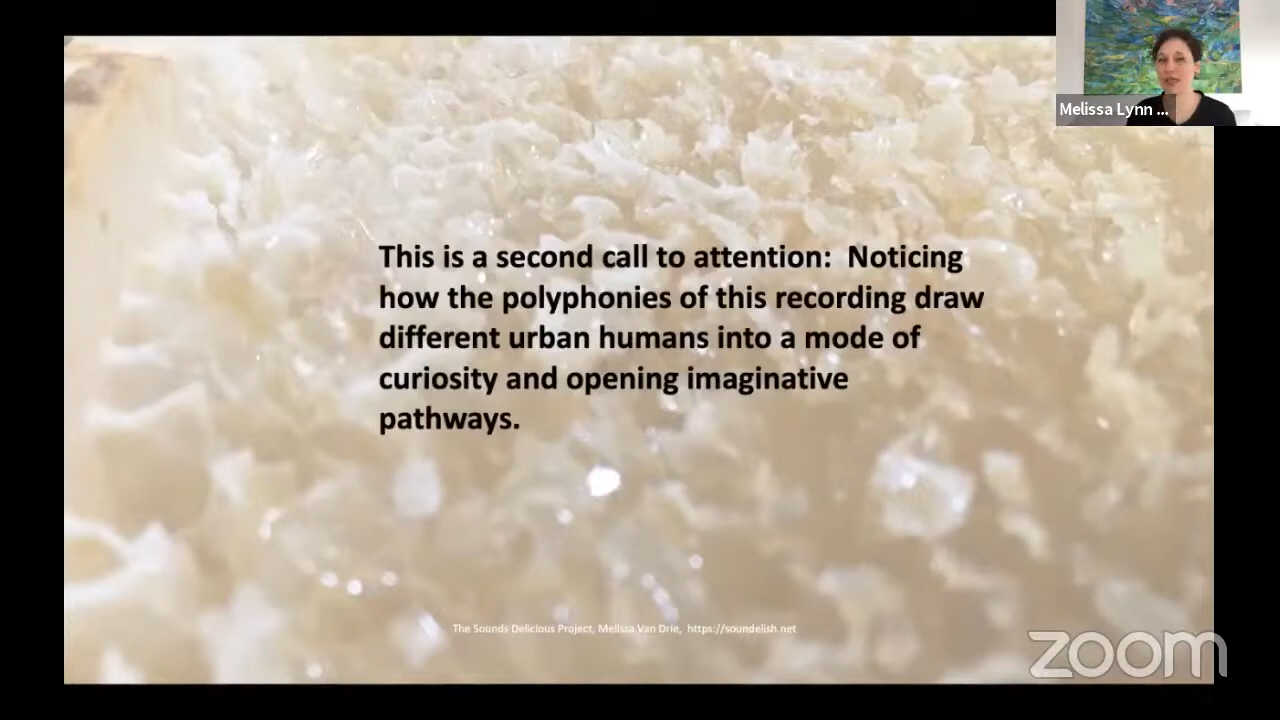 Melissa Lynn ...
This is a second call to attention:  Noticing
how the polyphonies of this recording draw
different urban humans into a mode of
curiosity and opening imaginative
pathways.
The Sounds Delicious Project, Melissa Van Drie,  https://soundelish.net
zoom